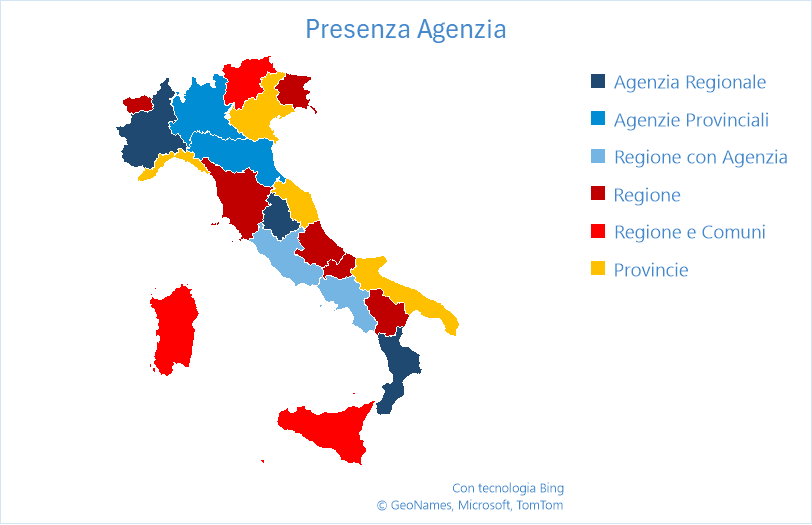 Presenza Agenzia
Agenzia Regionale
Agenzie Provinciali
Regione con Agenzia
Regione
Regione e Comuni
Provincie
Con tecnologia Bing
© GeoNames, Microsoft, TomTom